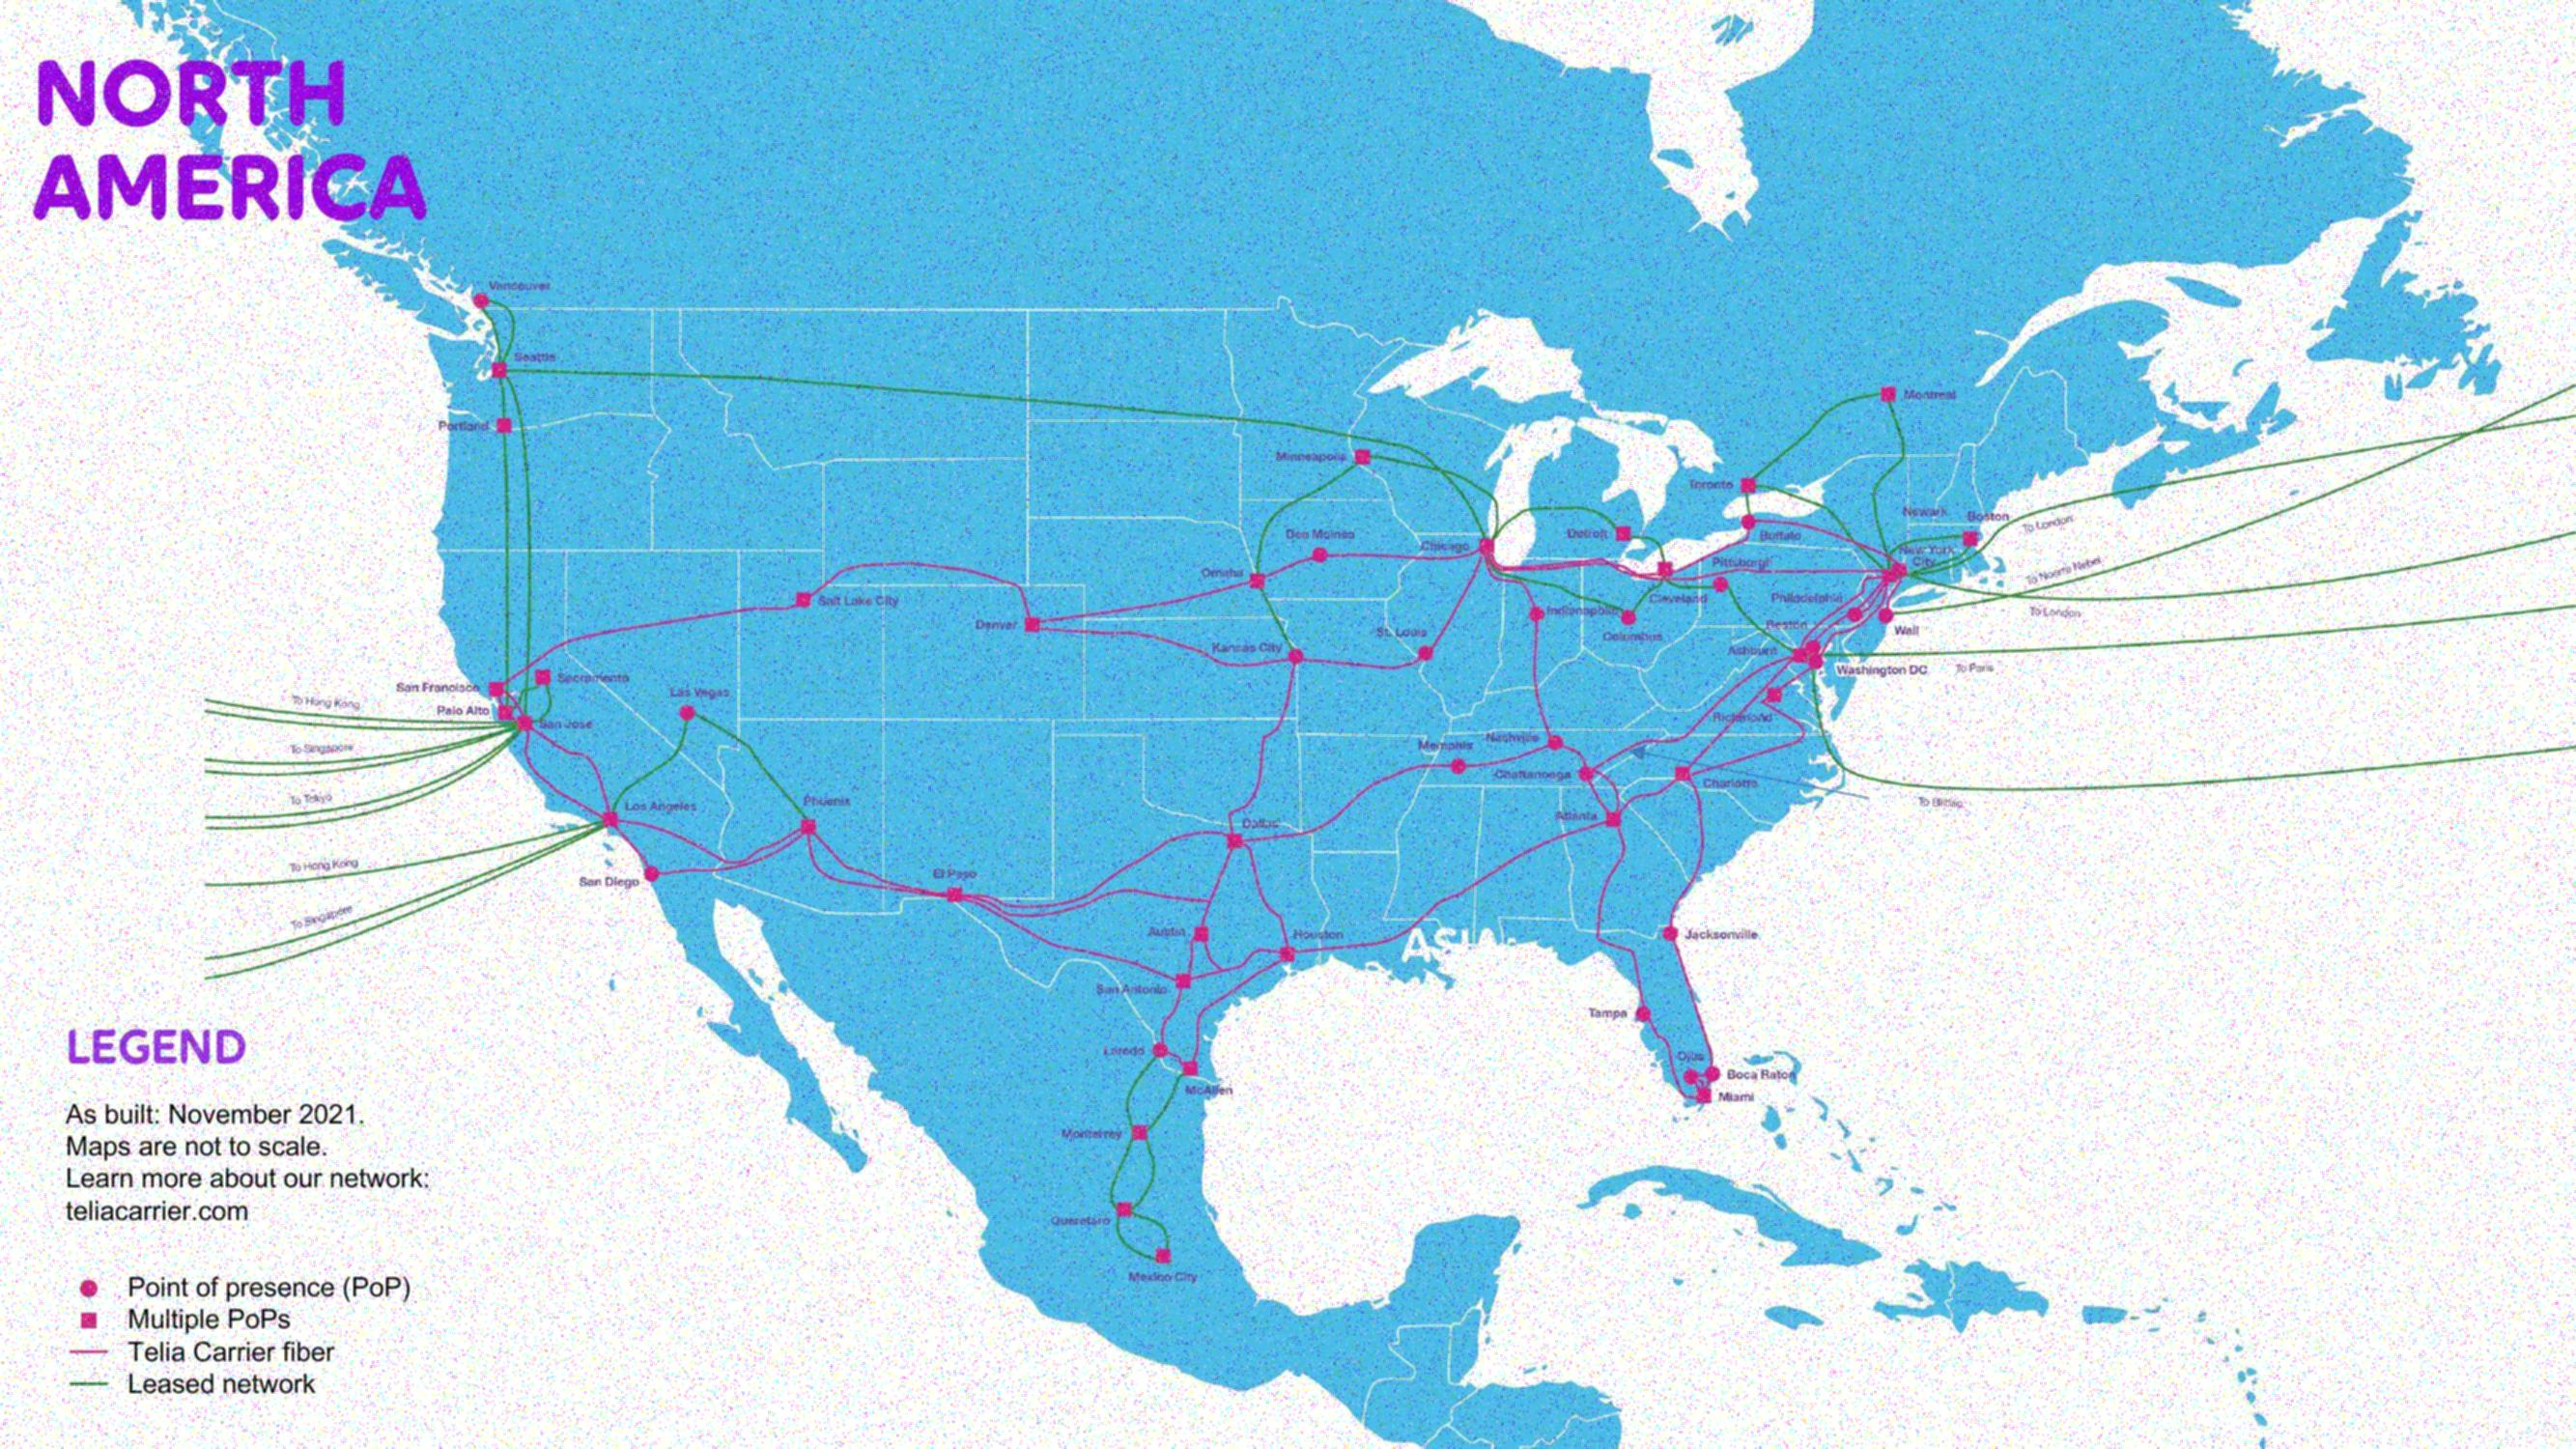 NORTH
AMERICA
Vancouver
Seattle
Portland
Montreal
Minneapolis
Toronto
Newark
Boston
To London
Des Moines
Chicago
Detroit
Buffalo
New York
City
Omaha
Pittsburgh
Salt Lake City
Cleveland
Philadelphia
To London
Denver
Indianapolis
Columbus
Reston
Wall
St. Louis
Kansas City
Ashburn
Washington DC
To Paris
San Francisco
Sacramento
Las Vegas
Palo Alto
San Jose
To Hong Kong
Richmond
To Singapore
Memphis
Nashville
Chattanooga
Charlotte
To Tokyo
Los Angeles
Phoenix
Dallas
Atlanta
To Hong Kong
San Diego
El Paso
To Singapore
Austin
Houston
ASIA
Jacksonville
San Antonio
Tampa
Laredo
McAllen
Ojus
Boca Raton
Miami
Monterrey
Queretaro
Mexico City
LEGEND
As built: November 2021.
Maps are not to scale.
Learn more about our network:
teliacarrier.com
Point of presence (PoP)
Multiple PoPs
Telia Carrier fiber
Leased network